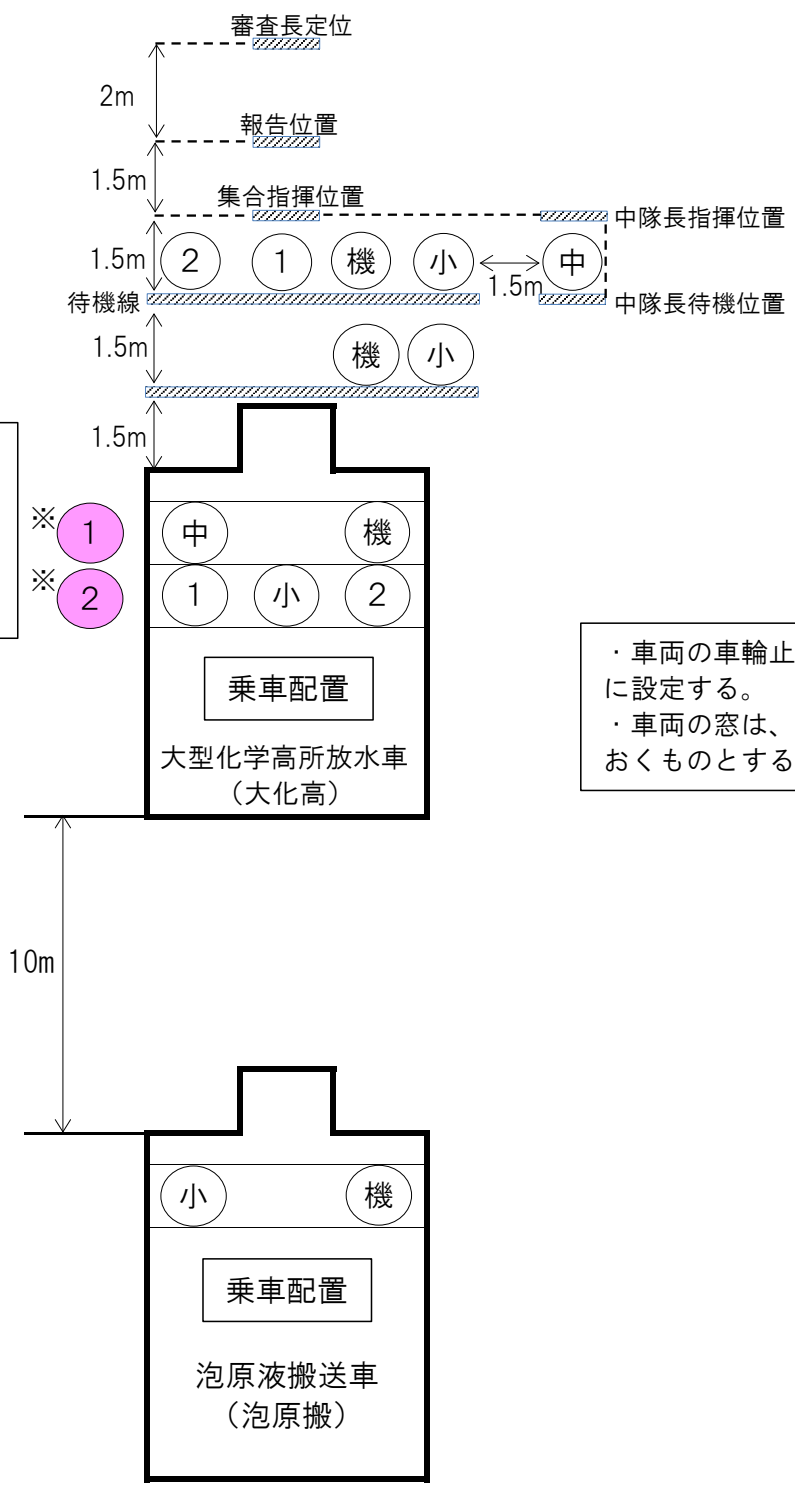 審査長定位
2m
報告位置
1.5m
集合指揮位置
中隊長指揮位置
1.5m
2 1 機 小 中
1.5m
待機線
中隊長待機位置
1.5m
機 小
1.5m
※ 1
中 機
※ 2
1 小 2
乗車配置
大型化学高所放水車
（大化高）
・車両の車輪止
に設定する。
・車両の窓は、
おくものとする
10m
小 機
乗車配置
泡原液搬送車
（泡原搬）